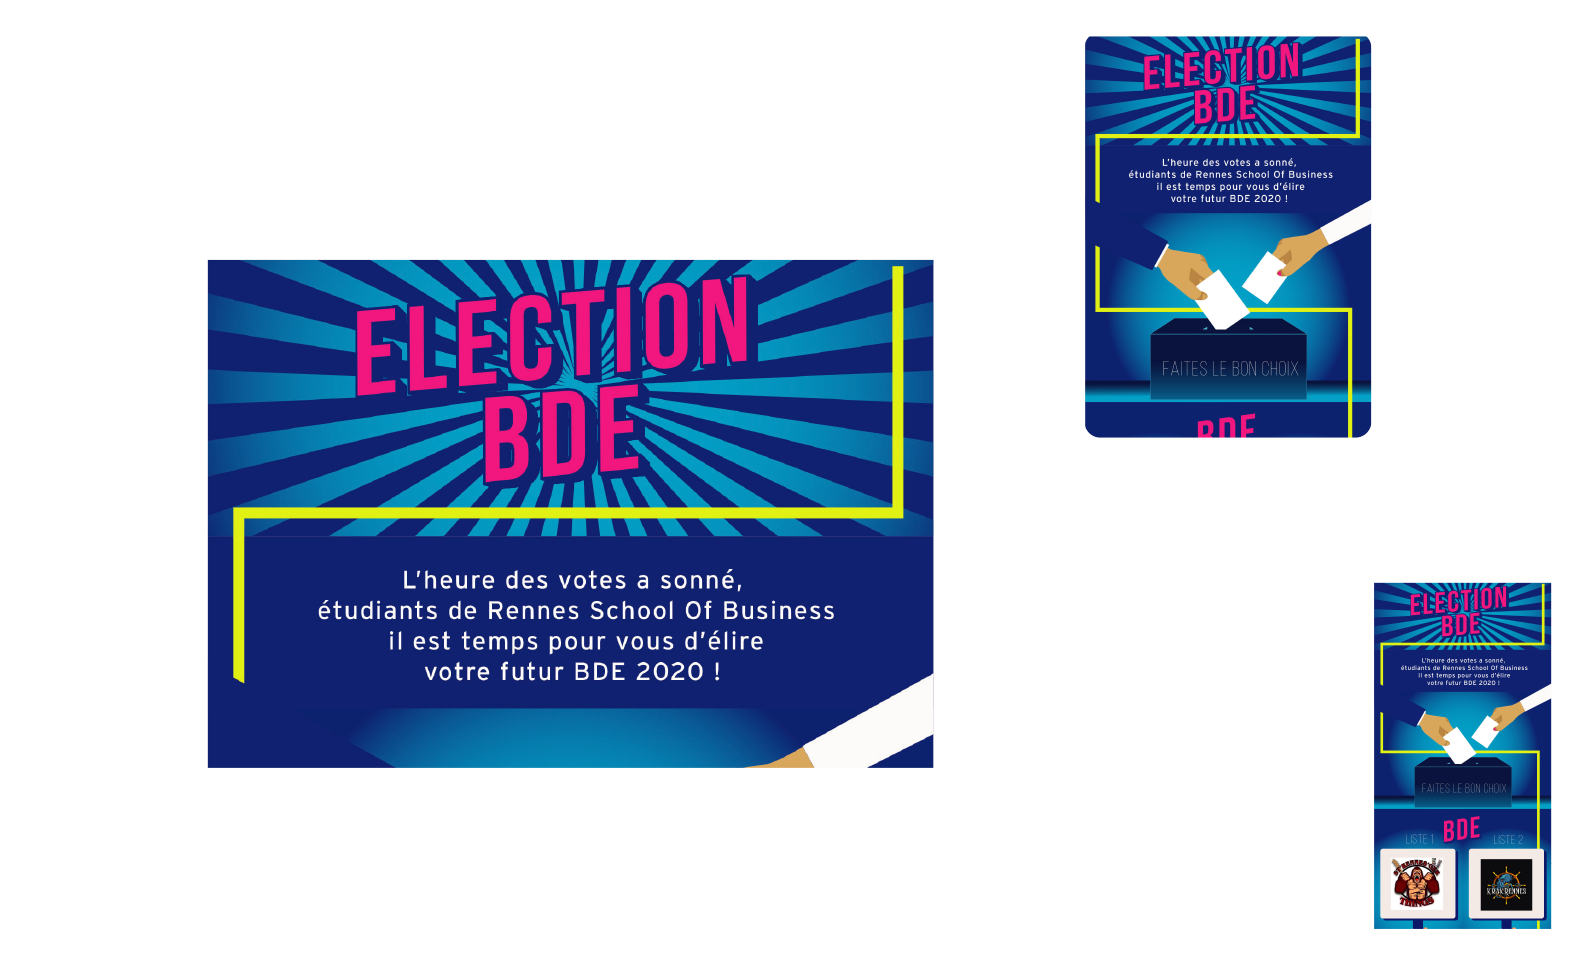 ELECTION
BDE
L'heure des votes a sonné,
étudiants de Rennes School Of Business
il est temps pour vous d'élire
votre futur BDE 2020 !
ELECTION
BDE
L'heure des votes a sonné,
étudiants de Rennes School Of Business
il est temps pour vous d'élire
votre futur BDE 2020 !
FAITES LE BON CHOIX
BDE
ELECTION
BDE
L'heure des votes a sonné,
étudiants de Rennes School Of Business
il est temps pour vous d'élire
votre futur BDE 2020 !
FAITES LE BON CHOIX
BDE
LISTE 1 LISTE 2
KRAK'RENNES